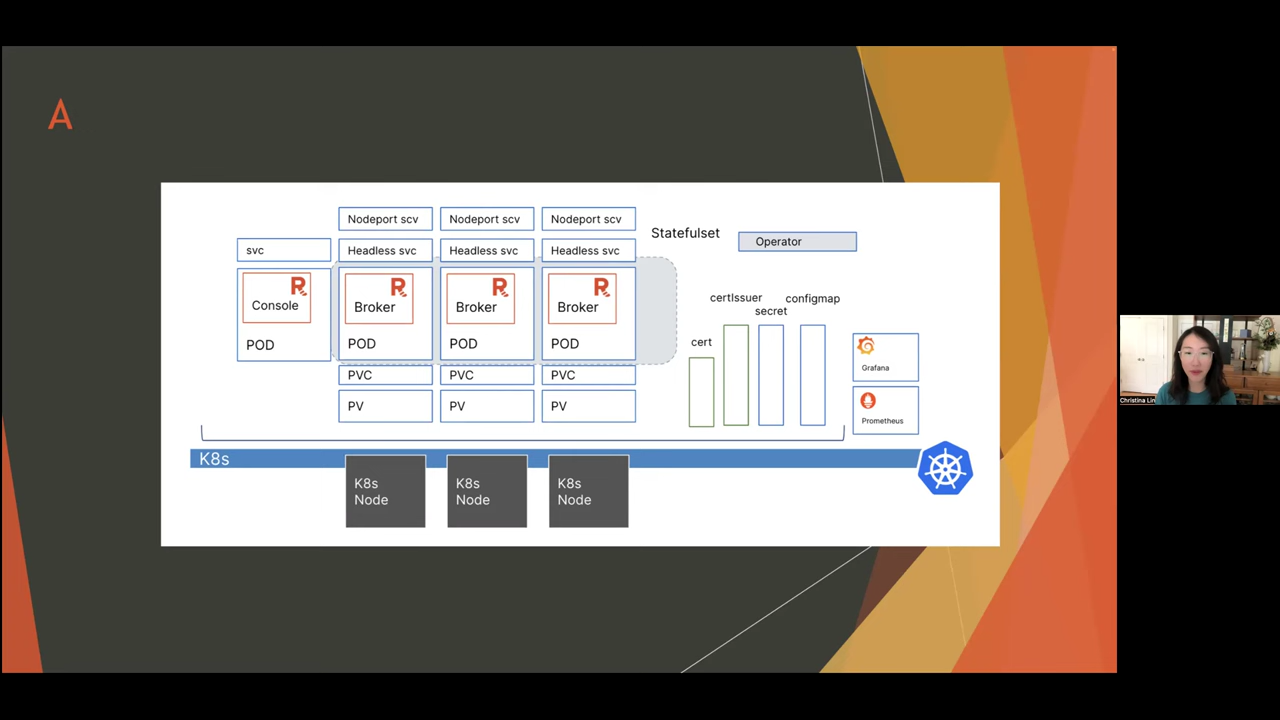 A
Nodeport scv
Nodeport scv
Nodeport scv
Statefulset
Operator
svc
Headless svc
Headless svc
Headless svc
R
Console
POD
R
Broker
POD
R
Broker
POD
R
Broker
POD
PVC
PVC
PVC
PV
PV
PV
cert
certIssuer
secret
configmap
Grafana
Prometheus
K8s
K8s
Node
K8s
Node
K8s
Node
Christina Lin